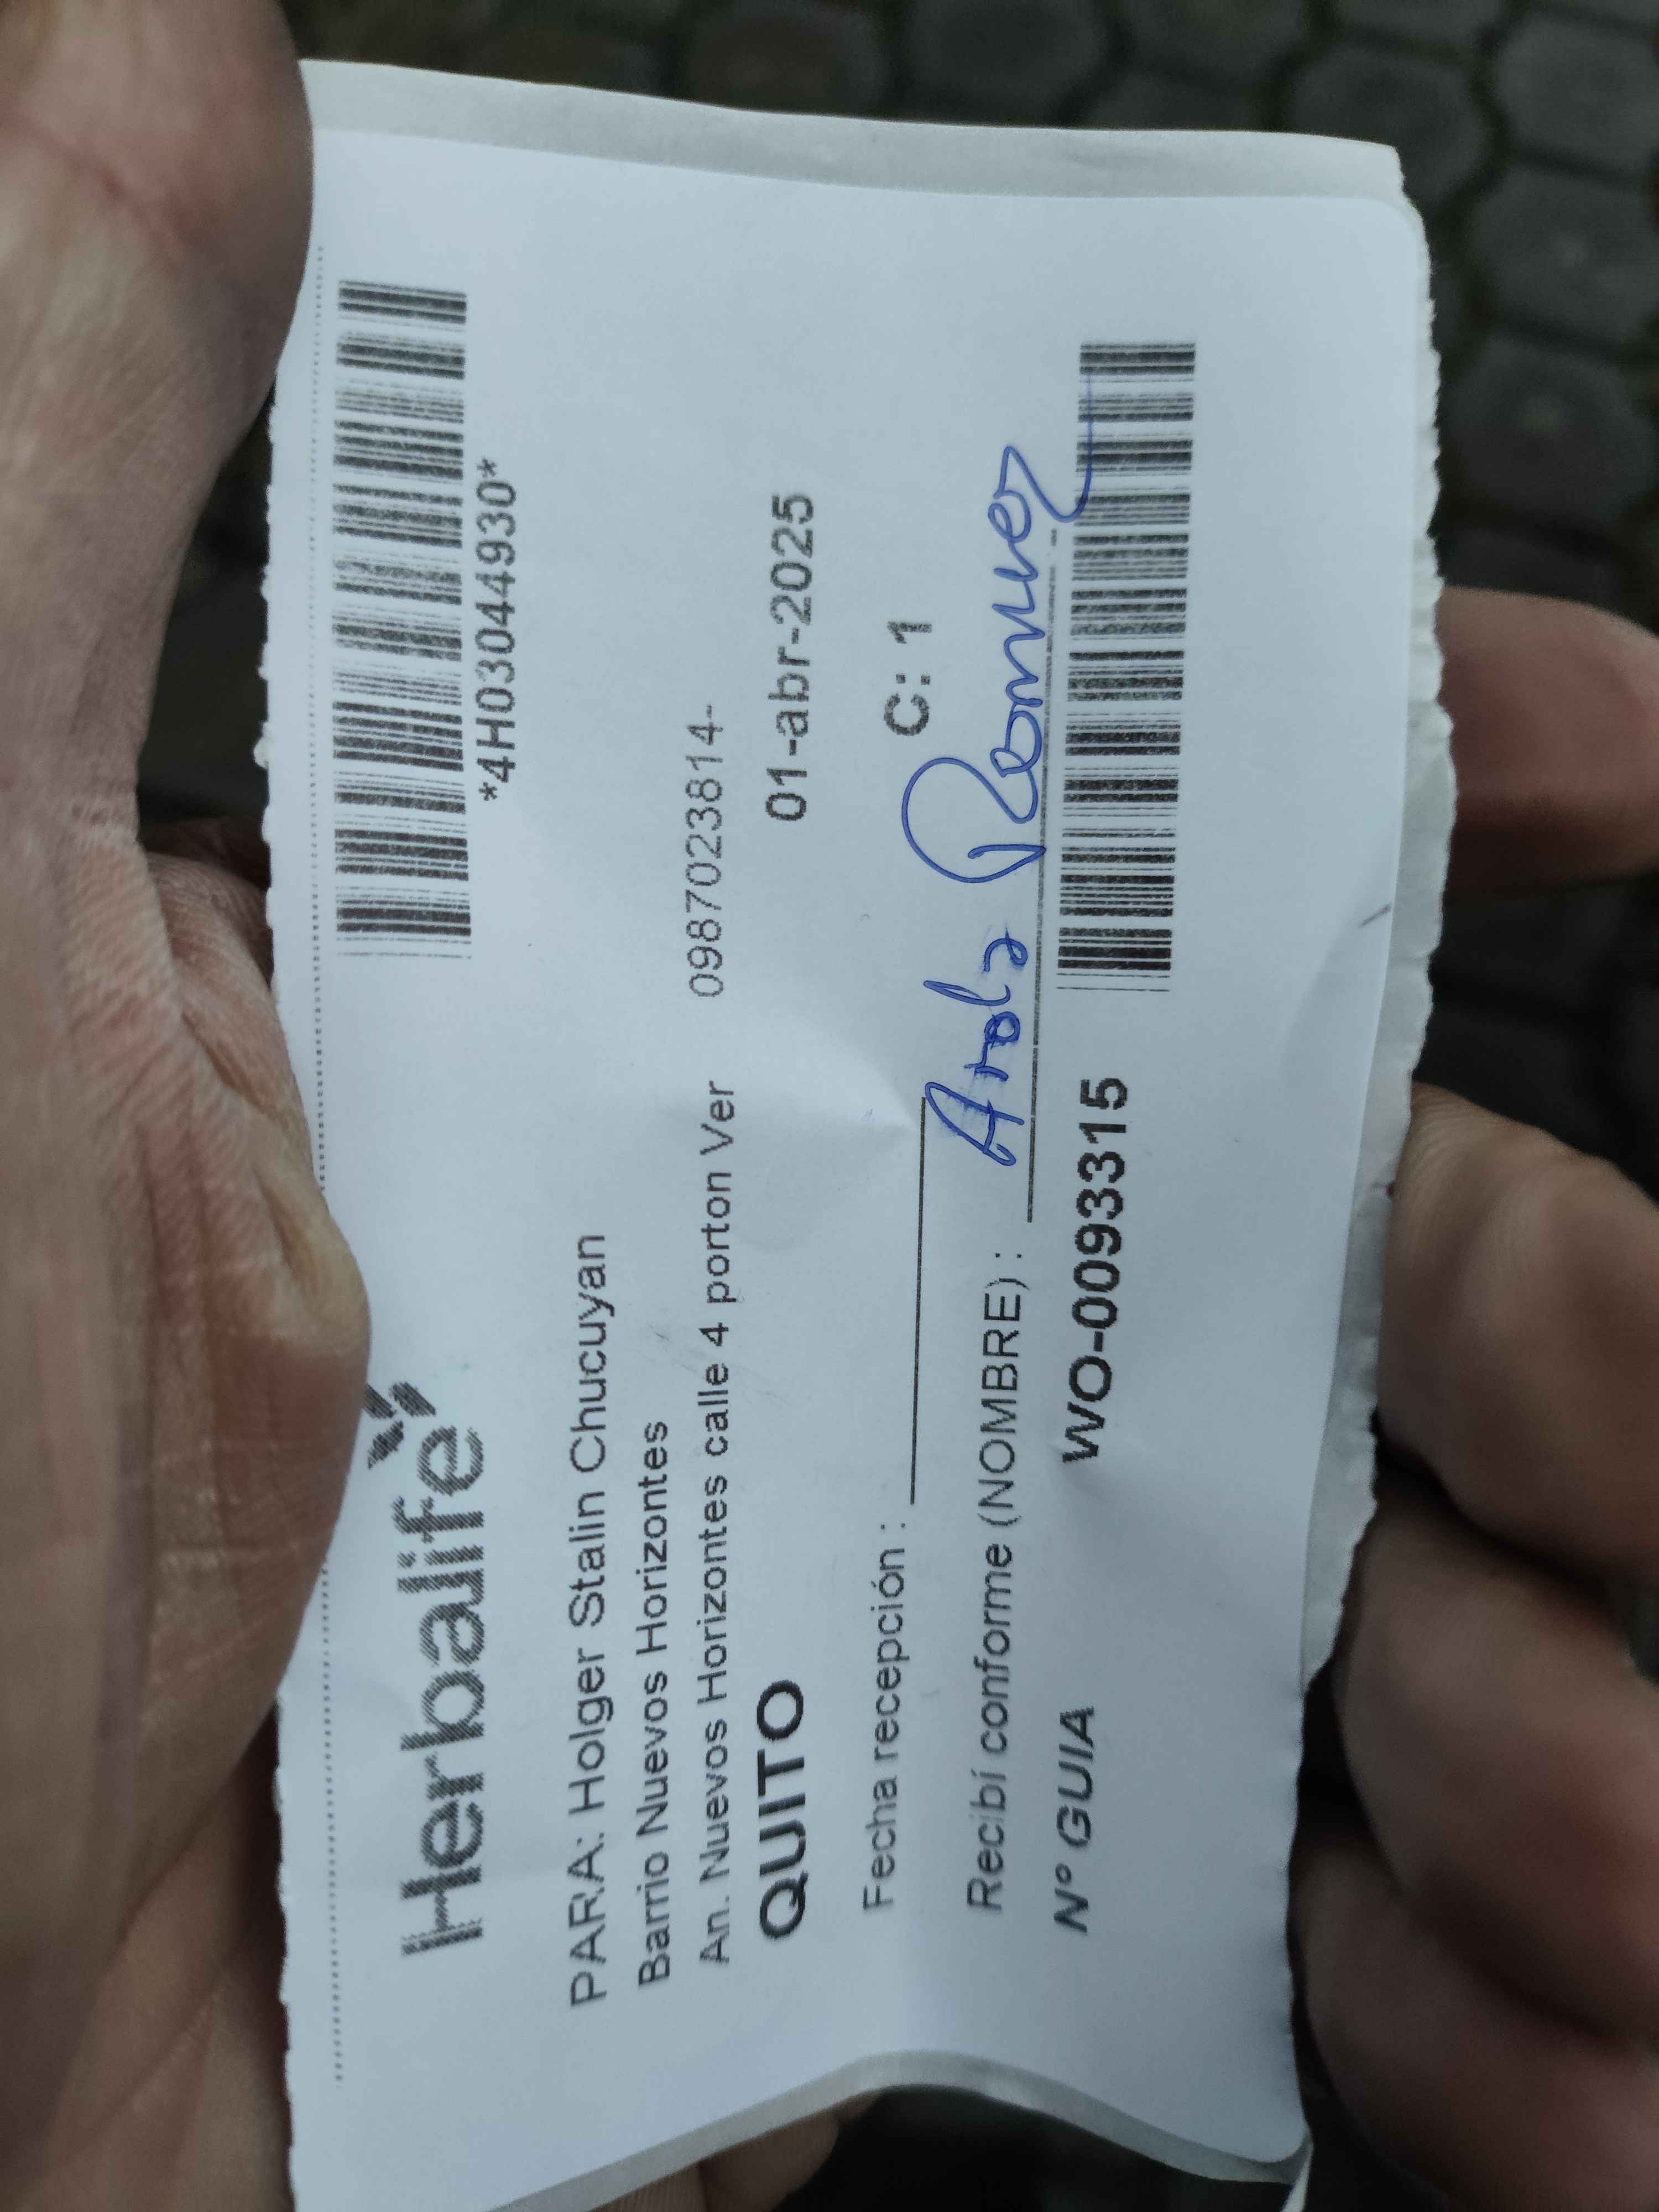 Herbalife
*4H03044930*
PARA: Holger Stalin Chucuyan
Barrio Nuevos Horizontes
An. Nuevos Horizontes calle 4 porton Ver 0987023814-
QUITO 01-abr-2025
Fecha recepción : C: 1
Recibí conforme (NOMBRE) :
Nº GUIA WO-0093315